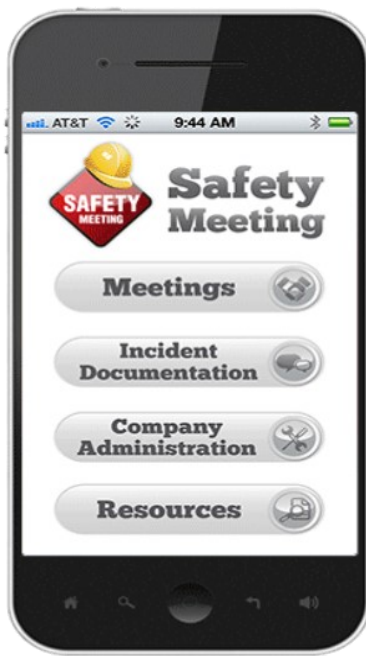 AT&T 9:44 AM
SAFETY
MEETING
Safety
Meeting
Meetings
Incident
Documentation
Company
Administration
Resources